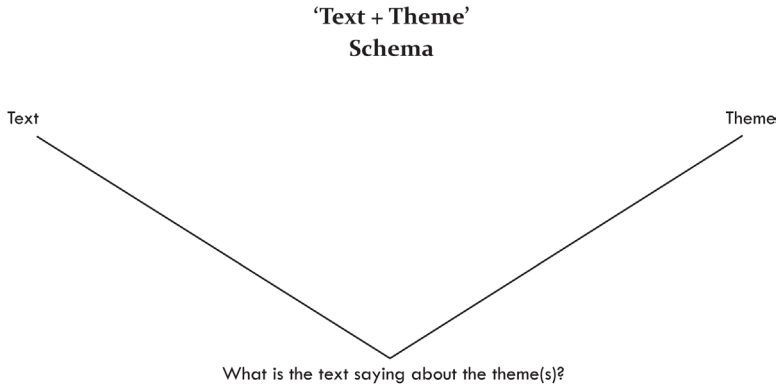 ‘Text + Theme’
Schema
Text
Theme
What is the text saying about the theme(s)?